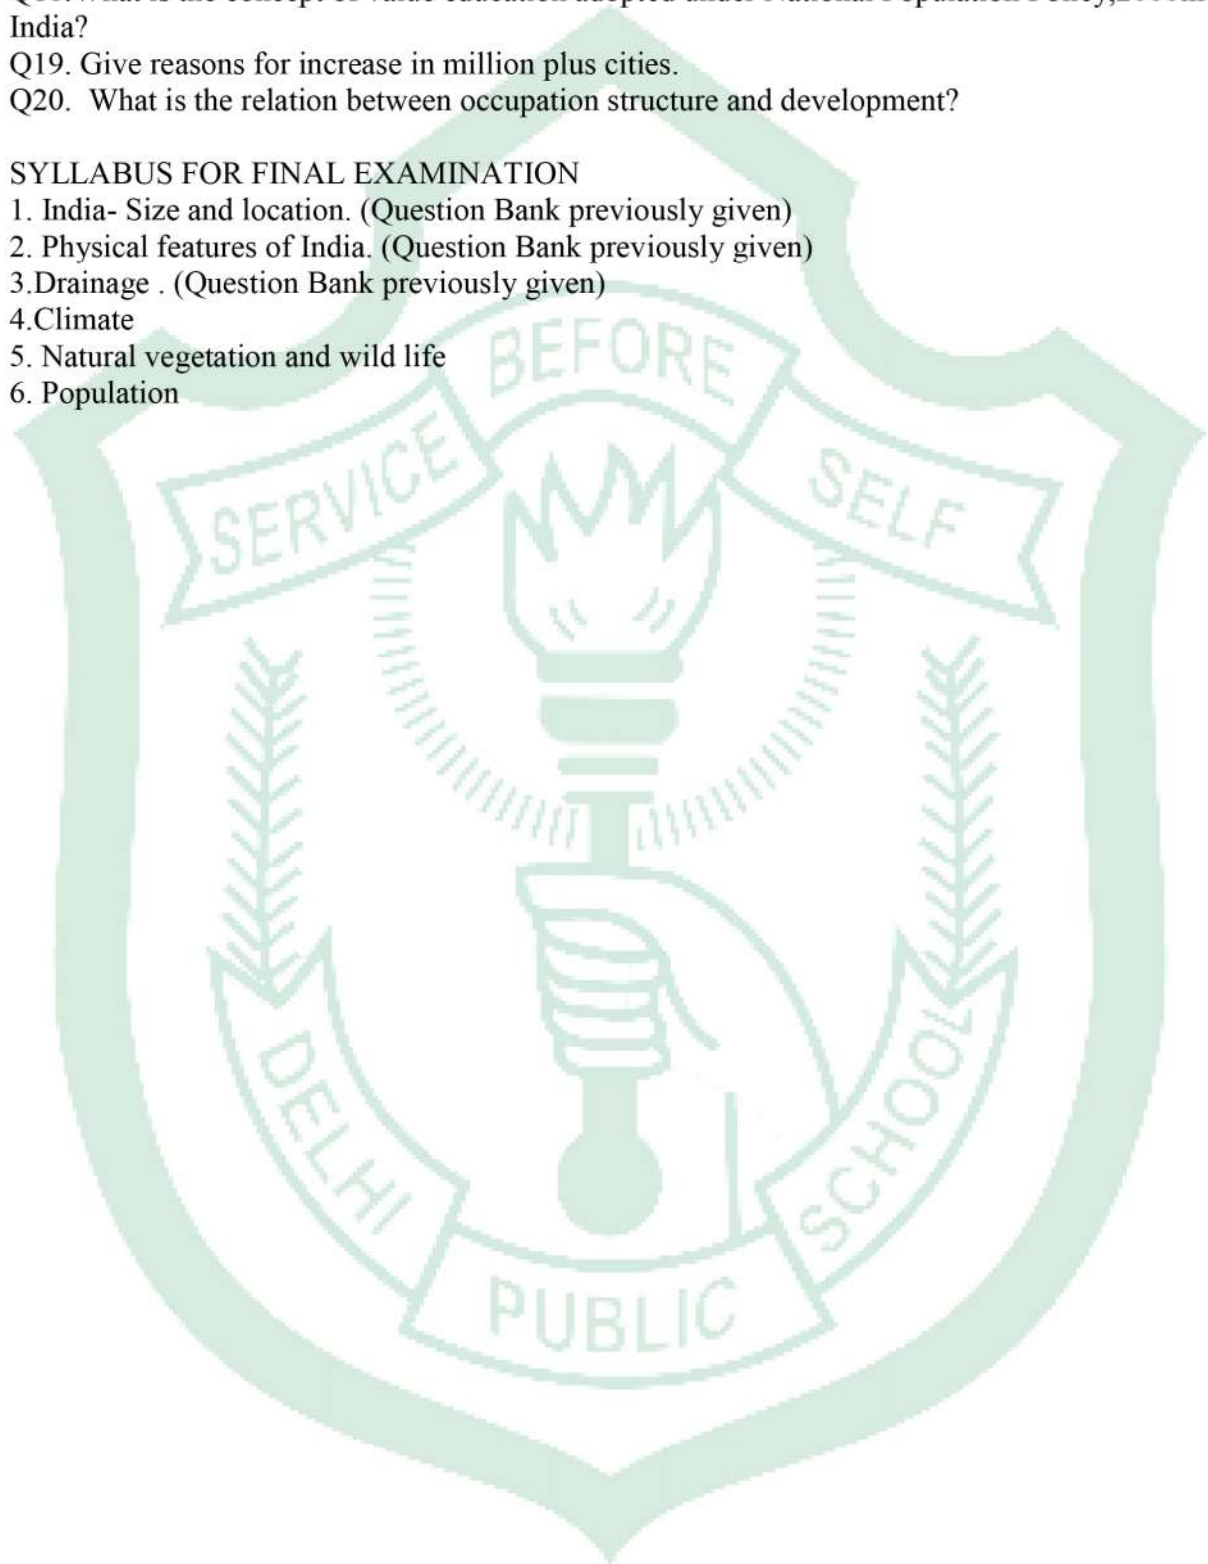 India?
Q19. Give reasons for increase in million plus cities.
Q20. What is the relation between occupation structure and development?
SYLLABUS FOR FINAL EXAMINATION
1. India- Size and location. (Question Bank previously given)
2. Physical features of India. (Question Bank previously given)
3.Drainage . (Question Bank previously given)
4.Climate
5. Natural vegetation and wild life
6. Population
SERVICE BEFORE SELF
DELHI PUBLIC SCHOOL